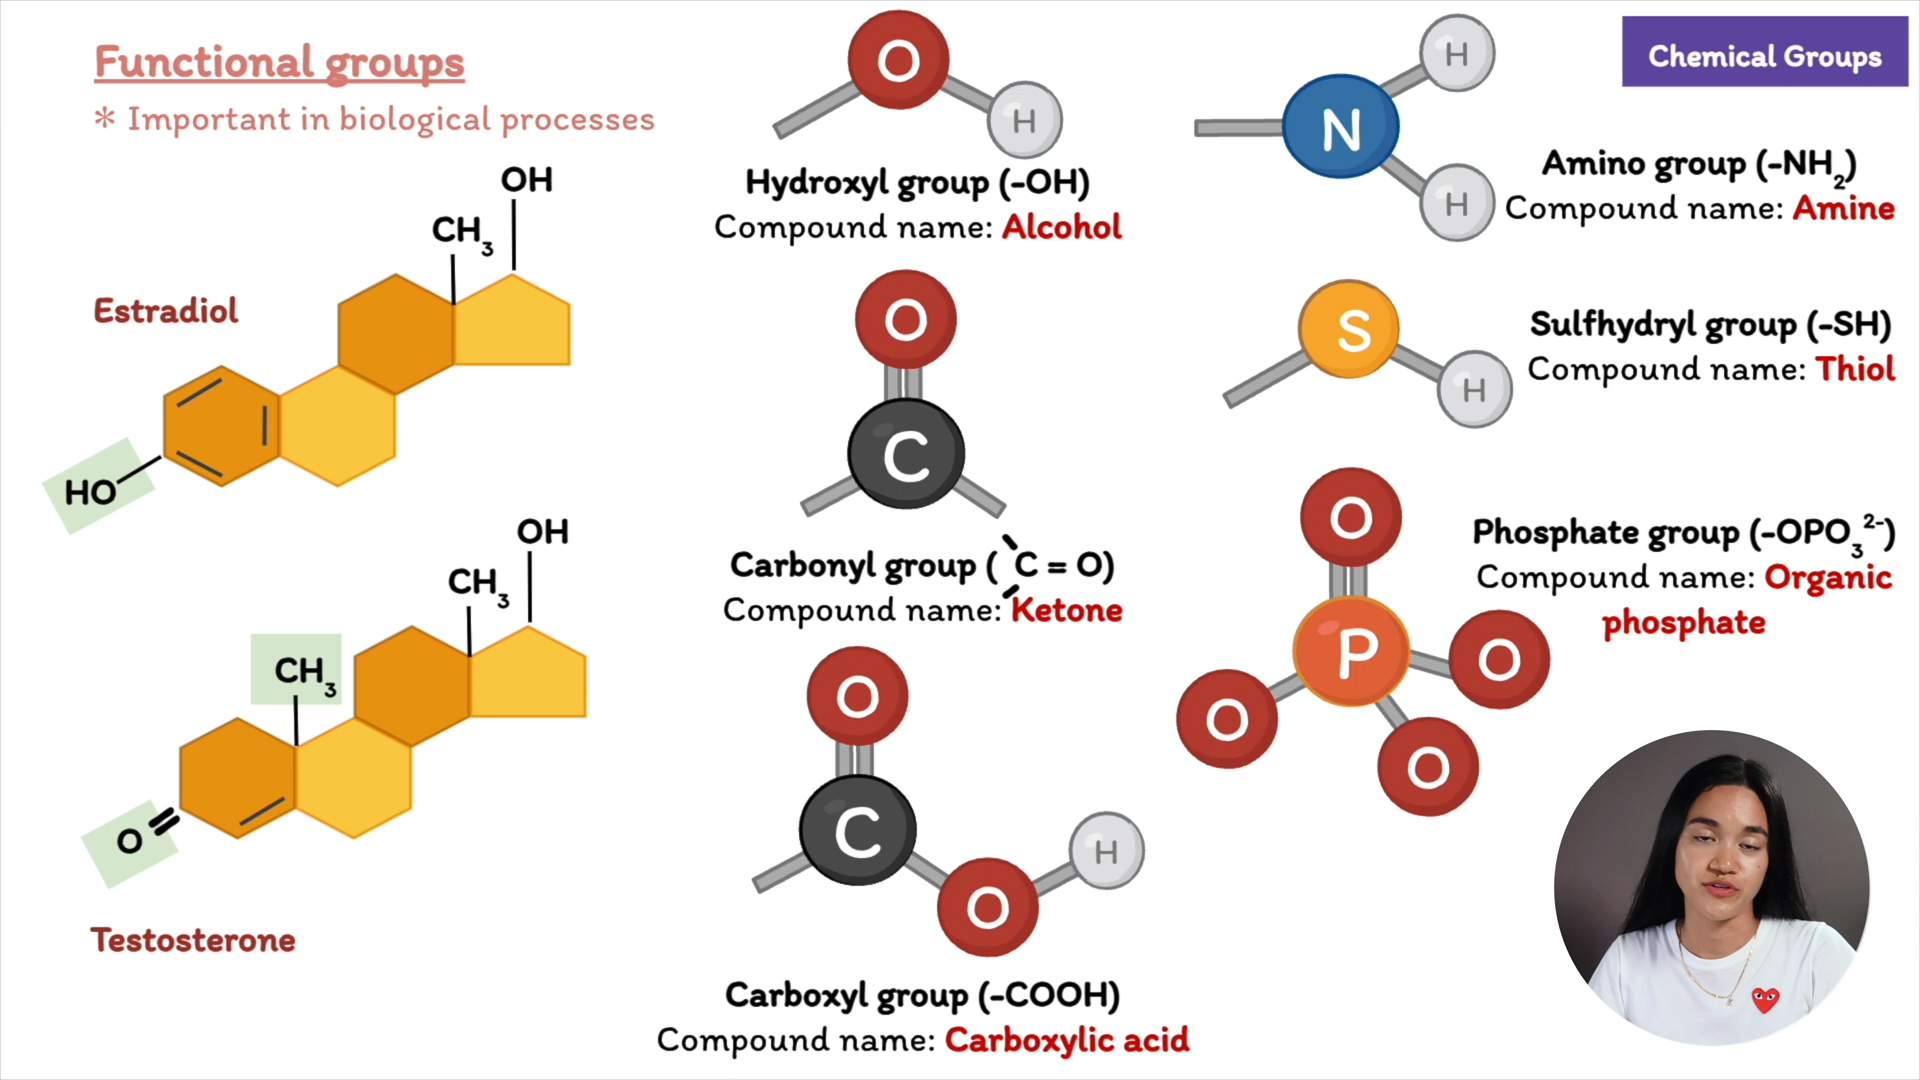 Functional groups
* Important in biological processes
OH
CH₃
Estradiol
HO
OH
CH₃
CH₃
O
Testosterone
O
H
Hydroxyl group (-OH)
Compound name: Alcohol
O
C
Carbonyl group ( C = O)
Compound name: Ketone
O
C
O
H
Carboxyl group (-COOH)
Compound name: Carboxylic acid
Chemical Groups
H
N
H
Amino group (-NH₂)
Compound name: Amine
S
H
Sulfhydryl group (-SH)
Compound name: Thiol
O
P
O
O
O
Phosphate group (-OPO₃²⁻)
Compound name: Organic
phosphate